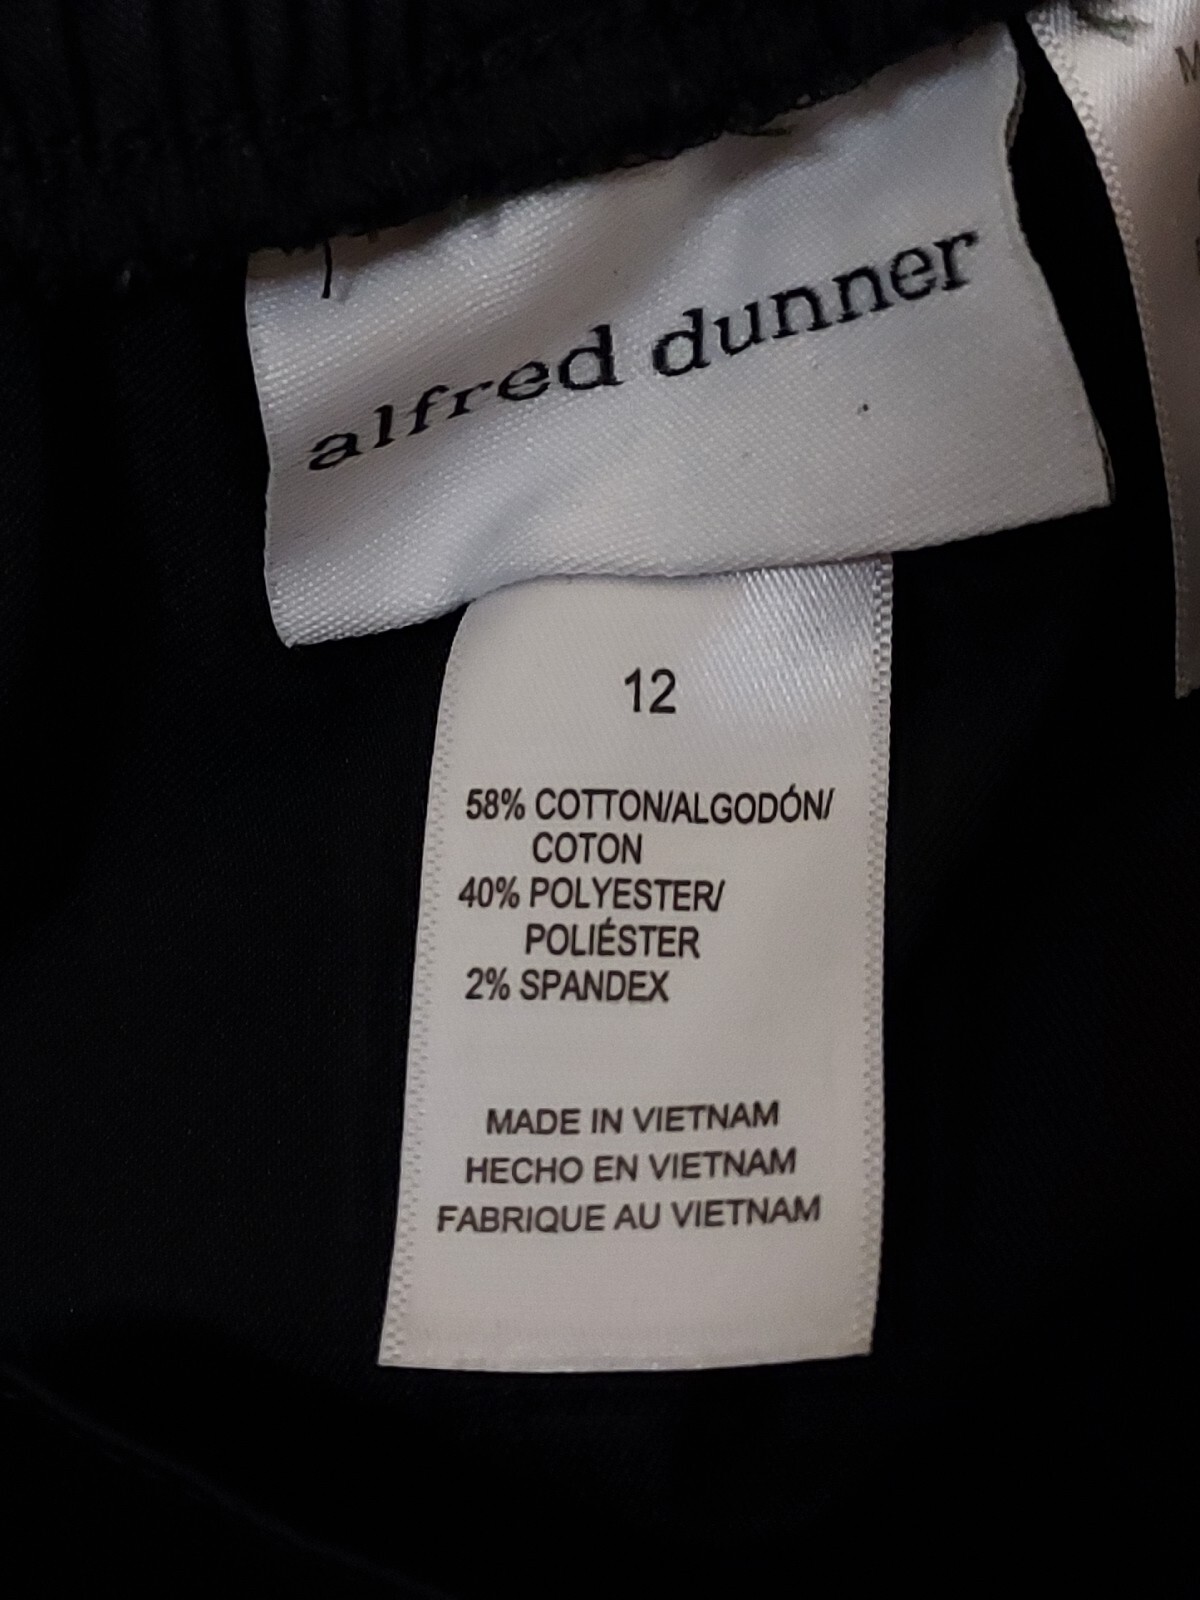 alfred dunner
12
58% COTTON/ALGODÓN/
COTON
40% POLYESTER/
POLIÉSTER
2% SPANDEX
MADE IN VIETNAM
HECHO EN VIETNAM
FABRIQUE AU VIETNAM